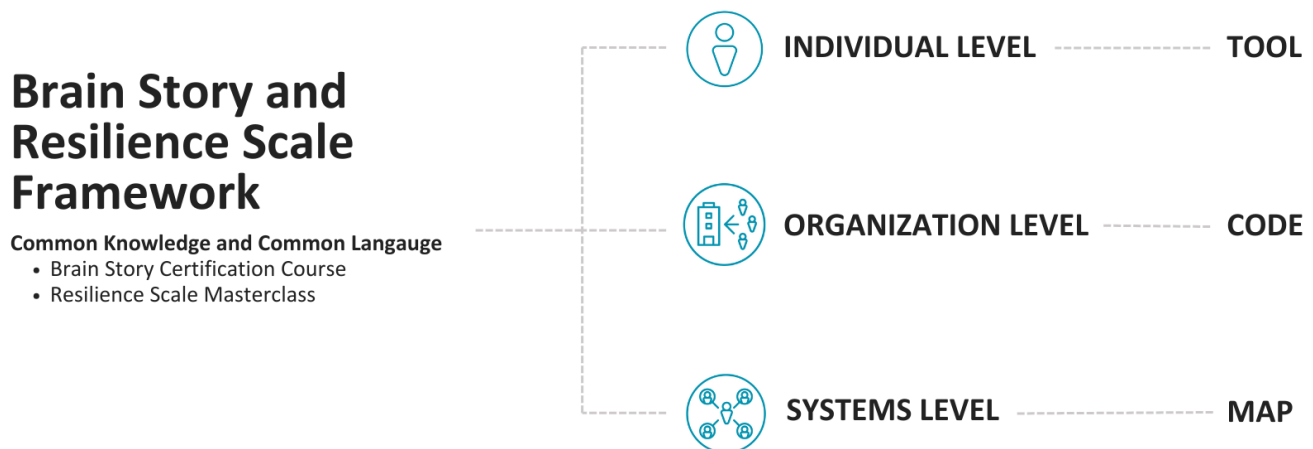 Brain Story and
Resilience Scale
Framework
Common Knowledge and Common Langauge
• Brain Story Certification Course
• Resilience Scale Masterclass
INDIVIDUAL LEVEL
TOOL
ORGANIZATION LEVEL
CODE
SYSTEMS LEVEL
MAP